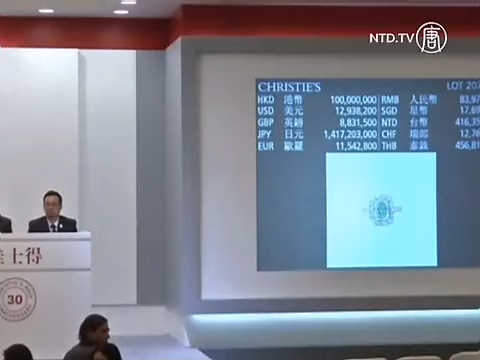 NTD.TV 唐
CHRISTIE'S LOT 207
HKD 港幣 100,000,000 RMB 人民幣 83,97
USD 美元 12,938,200 SGD 星幣 17,69
GBP 英鎊 8,831,500 NTD 台幣 416,35
JPY 日元 1,417,203,000 CHF 瑞郎 12,76
EUR 歐羅 11,542,800 THB 泰銖 456,81
士得
30